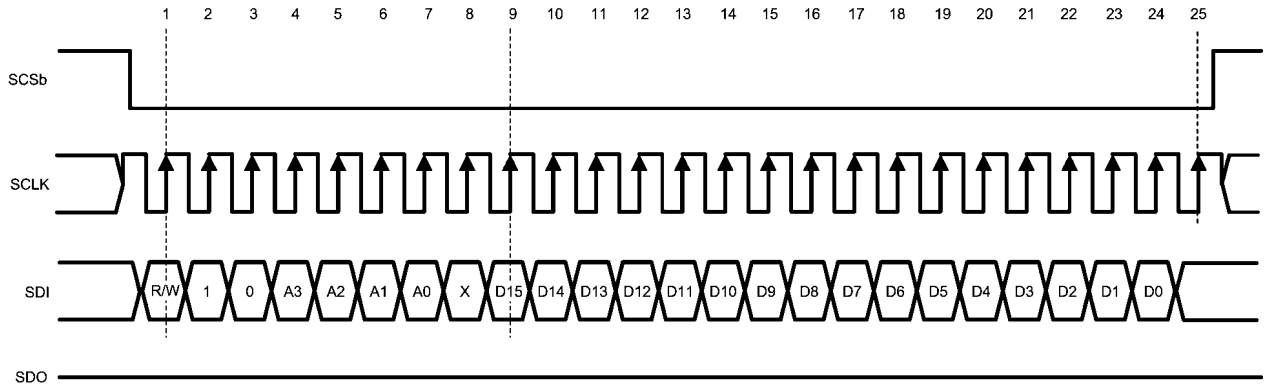 1 2 3 4 5 6 7 8 9 10 11 12 13 14 15 16 17 18 19 20 21 22 23 24 25
SCSb
SCLK
SDI R/W 1 0 A3 A2 A1 A0 X D15 D14 D13 D12 D11 D10 D9 D8 D7 D6 D5 D4 D3 D2 D1 D0
SDO